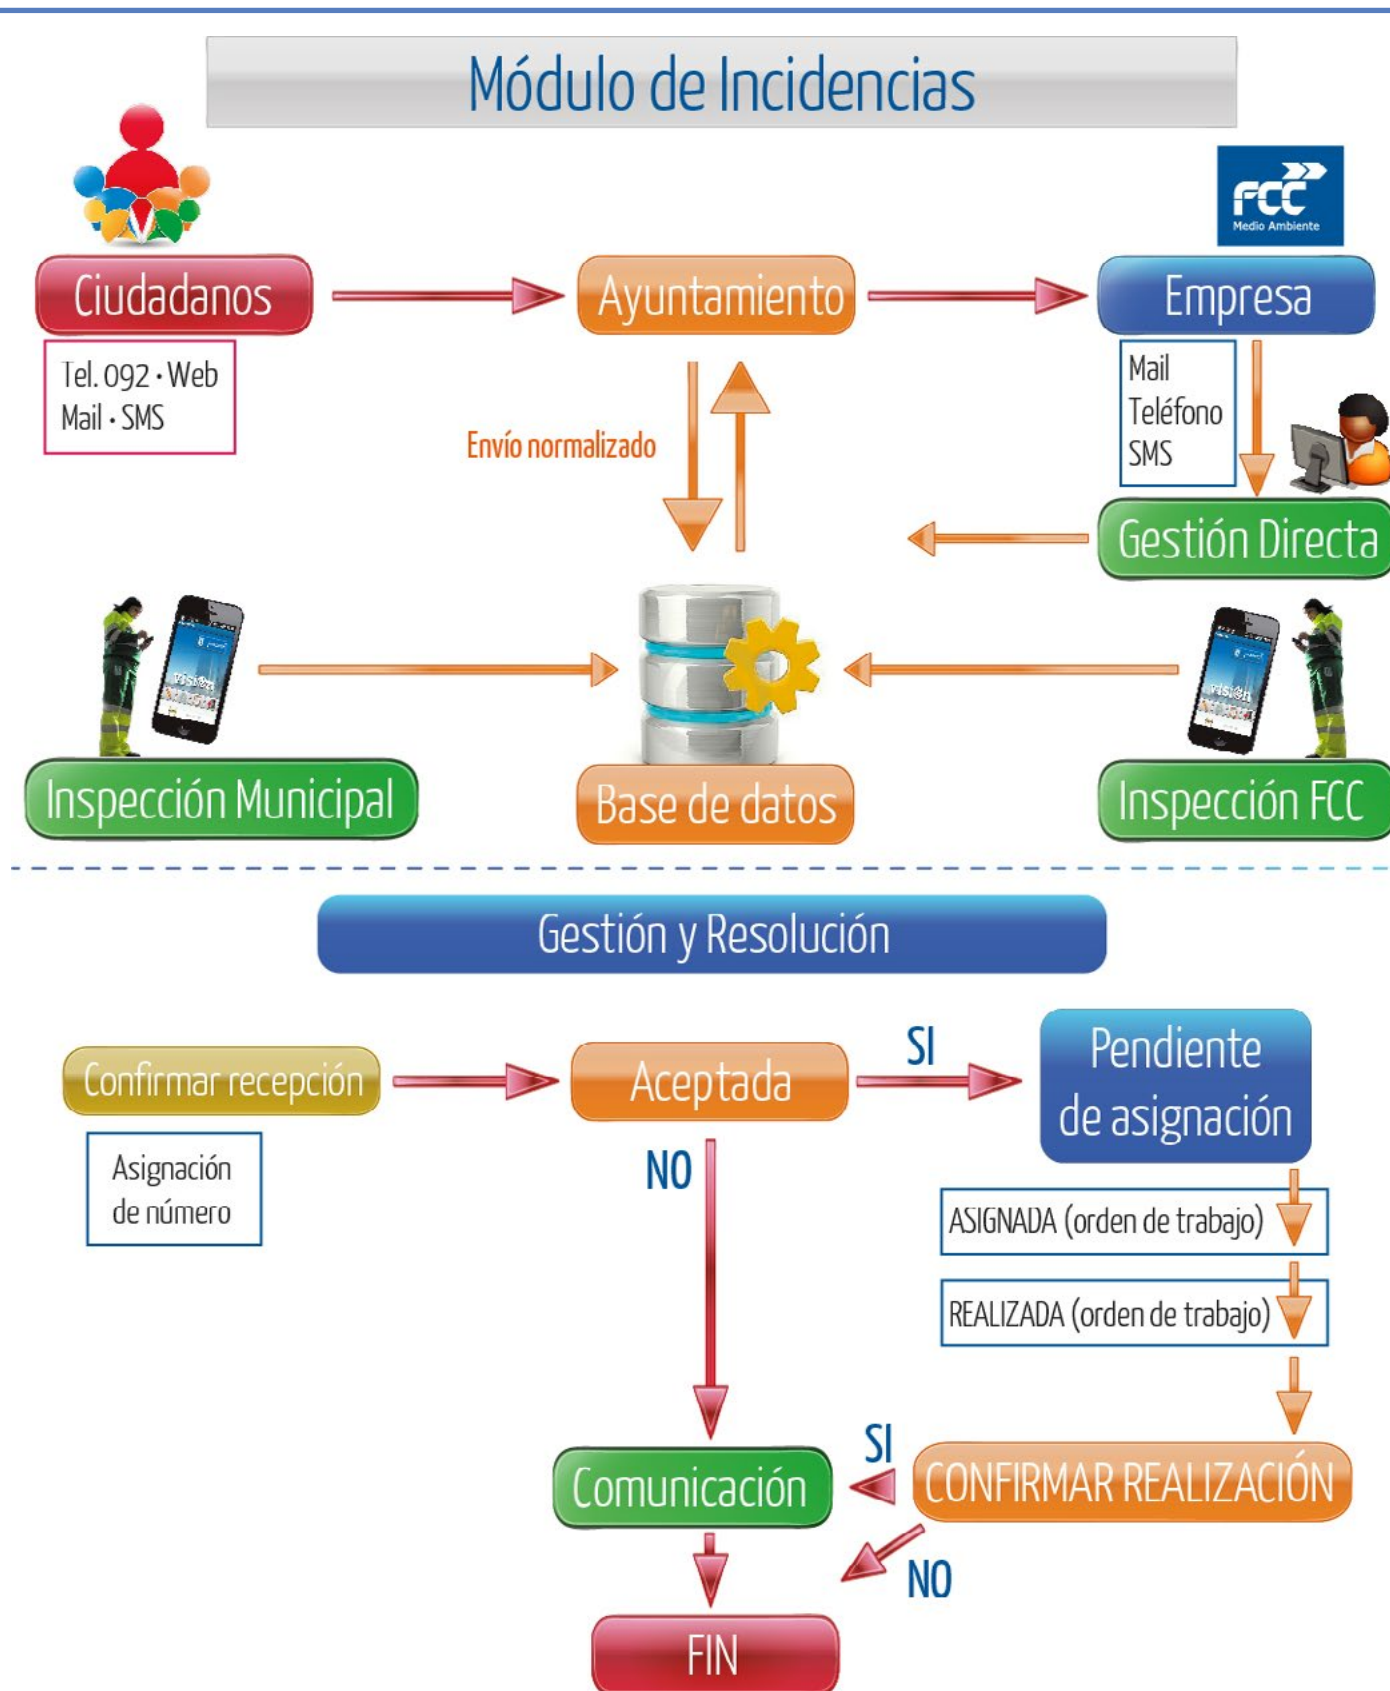 Módulo de Incidencias
FCC
Medio Ambiente
Ciudadanos
Ayuntamiento
Empresa
Tel. 092 · Web
Mail · SMS
Mail
Teléfono
SMS
Envío normalizado
Gestión Directa
visión
visión
Inspección Municipal
Base de datos
Inspección FCC
Gestión y Resolución
Confirmar recepción
Aceptada
SI
Pendiente
de asignación
Asignación
de número
NO
ASIGNADA (orden de trabajo)
REALIZADA (orden de trabajo)
SI
Comunicación
CONFIRMAR REALIZACIÓN
NO
FIN